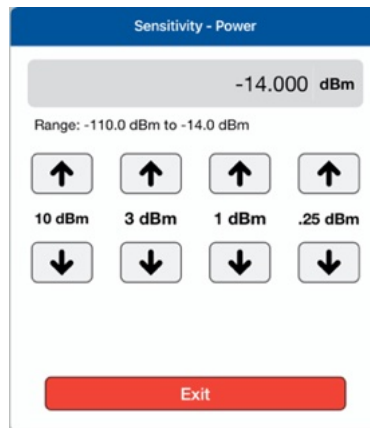 Sensitivity - Power
-14.000 dBm
Range: -110.0 dBm to -14.0 dBm
10 dBm 3 dBm 1 dBm .25 dBm
Exit